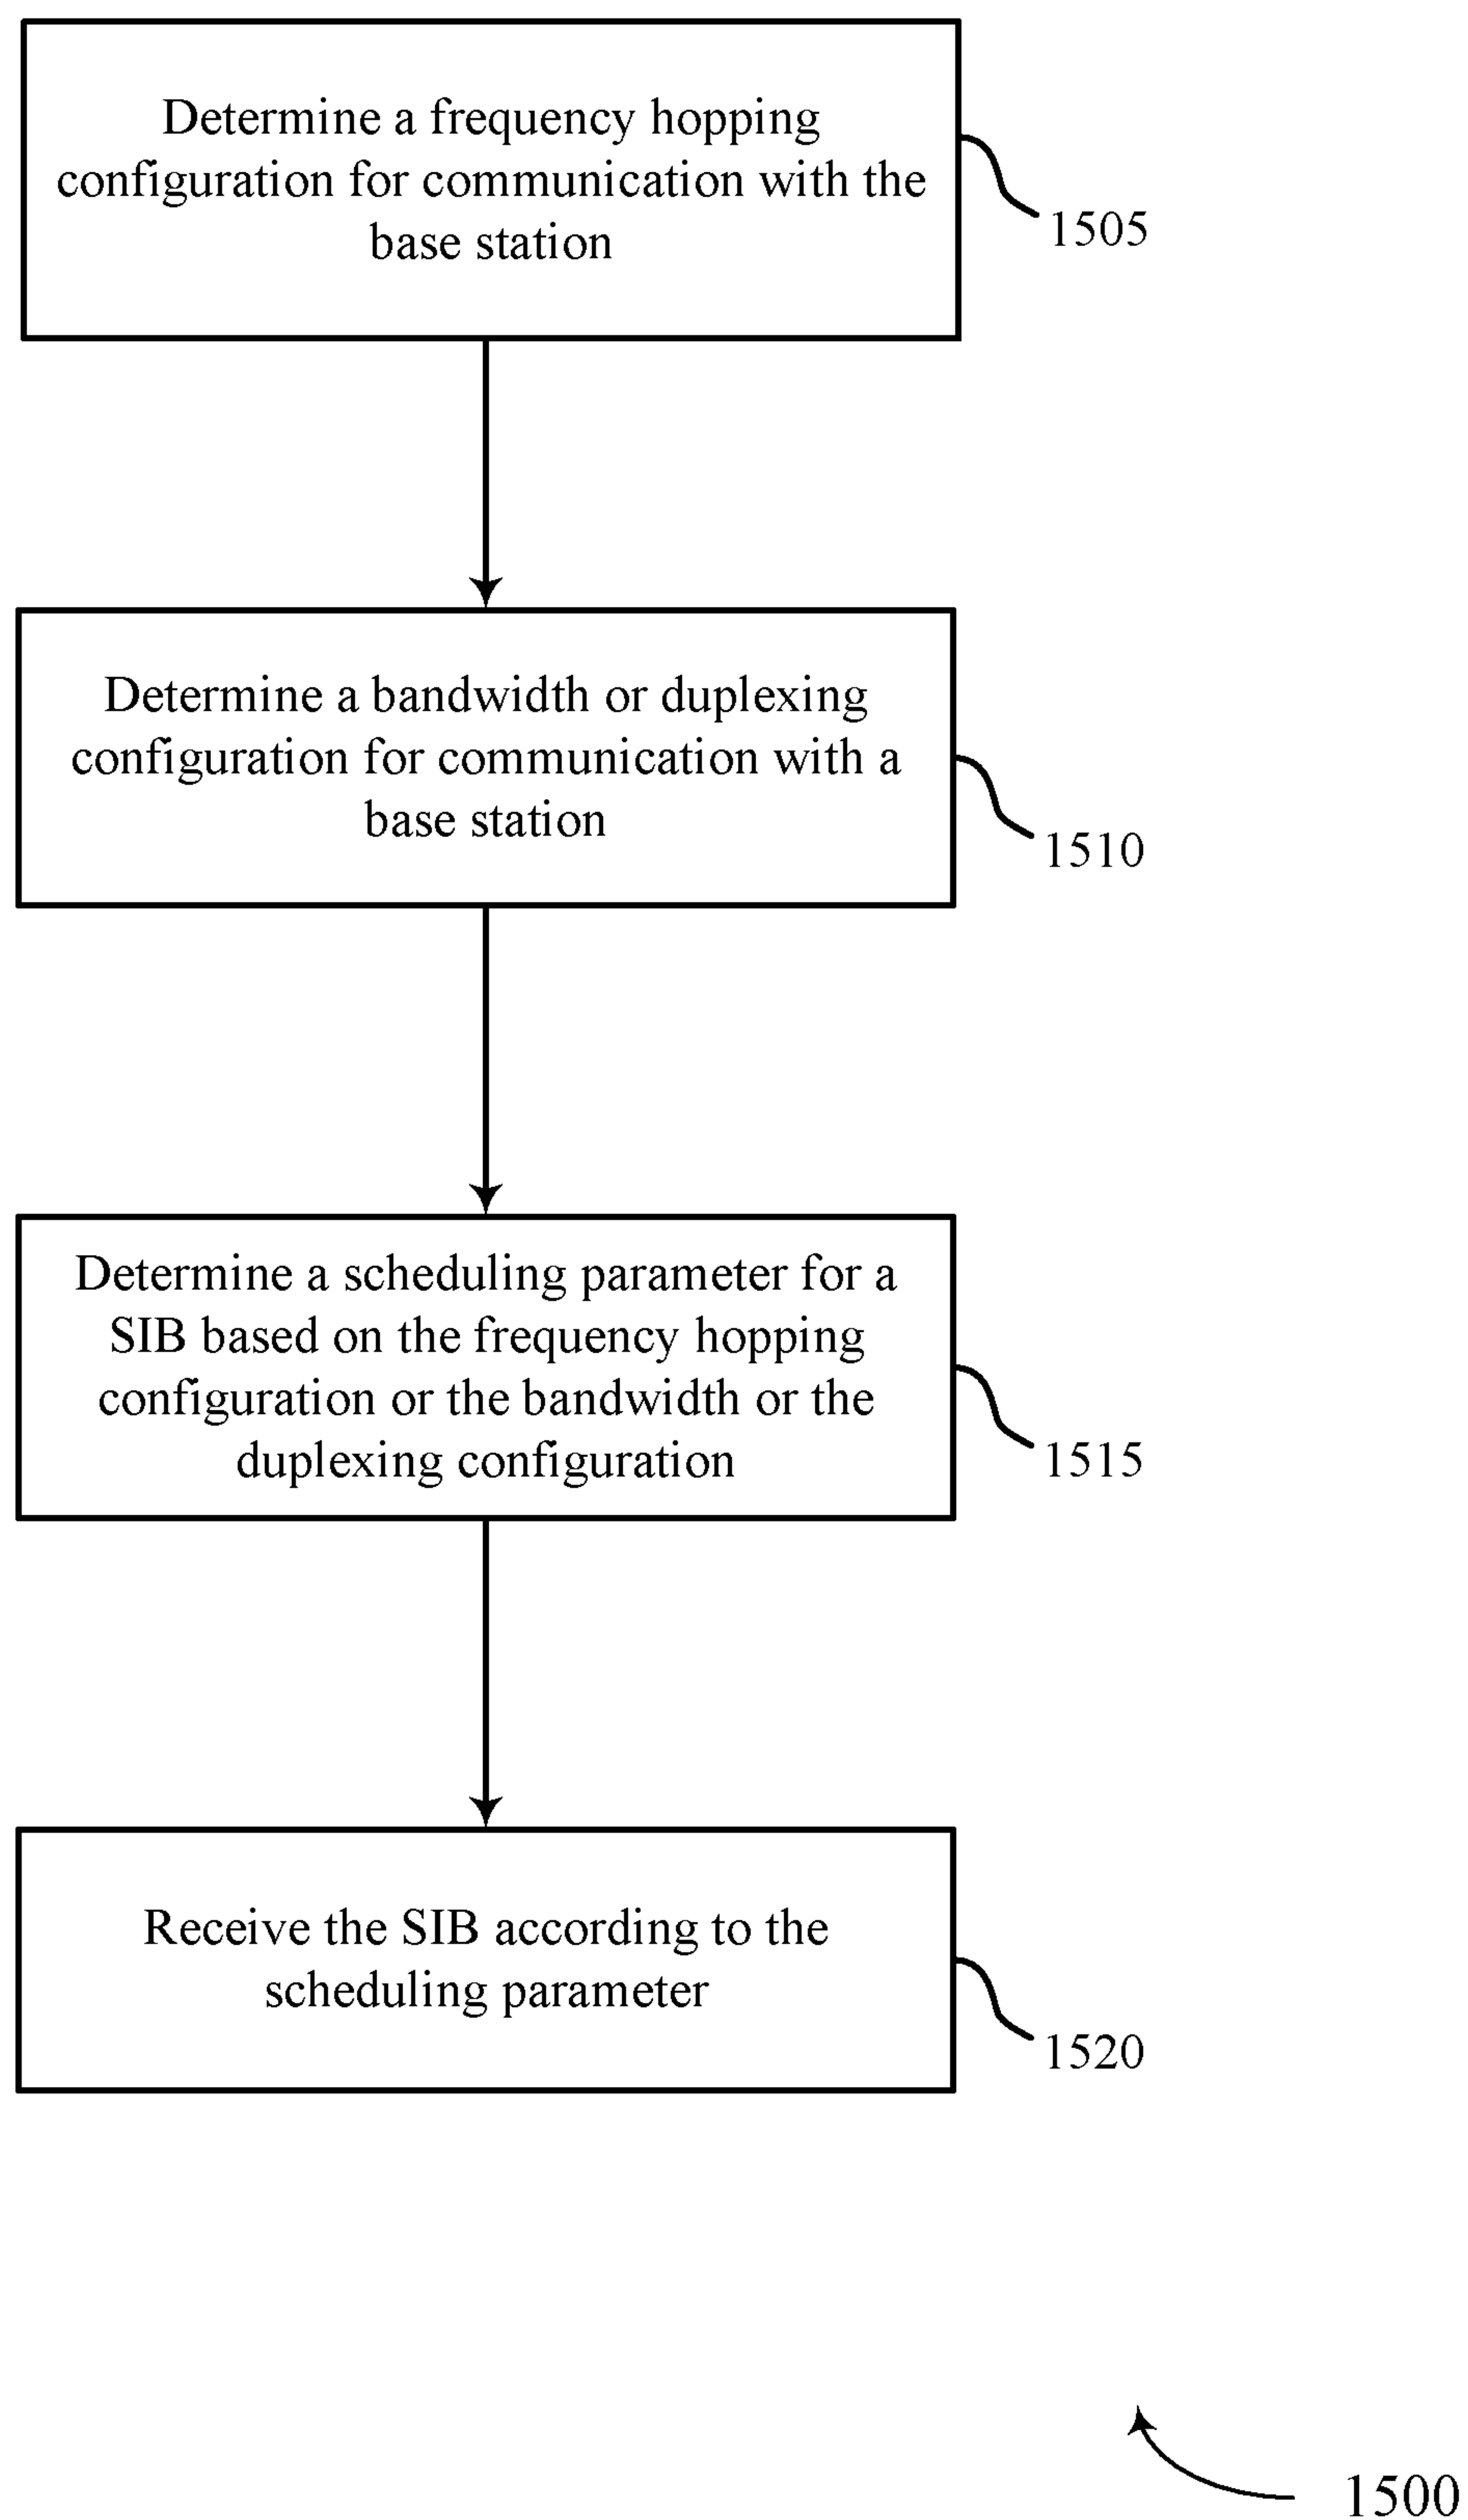 Determine a frequency hopping
configuration for communication with the
base station
1505
Determine a bandwidth or duplexing
configuration for communication with a
base station
1510
Determine a scheduling parameter for a
SIB based on the frequency hopping
configuration or the bandwidth or the
duplexing configuration
1515
Receive the SIB according to the
scheduling parameter
1520
1500